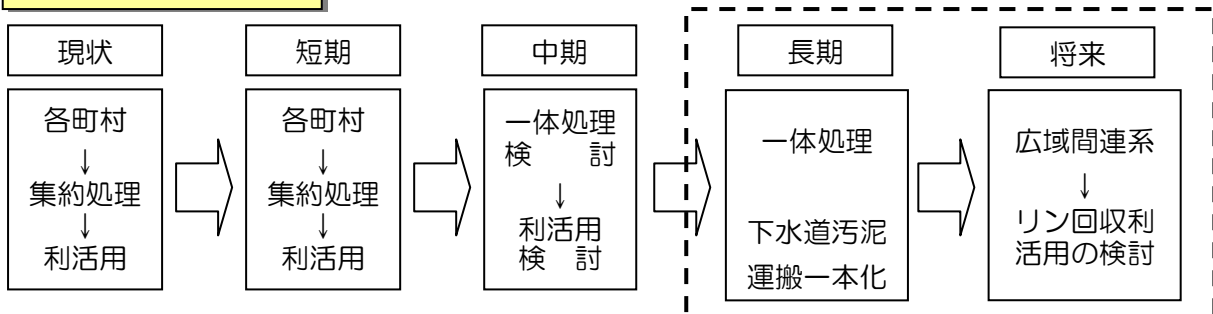 現状
各町村
↓
集約処理
↓
利活用
短期
各町村
↓
集約処理
↓
利活用
中期
一体処理
検　　討
↓
利活用
検　討
長期
一体処理
下水道汚泥
運搬一本化
将来
広域間連系
↓
リン回収利
活用の検討